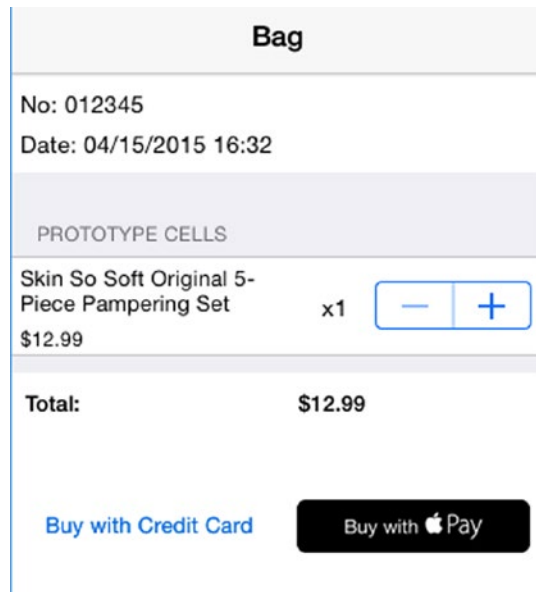 Bag
No: 012345
Date: 04/15/2015 16:32
PROTOTYPE CELLS
Skin So Soft Original 5-
Piece Pampering Set
$12.99
x1
Total: $12.99
Buy with Credit Card
Buy with Pay